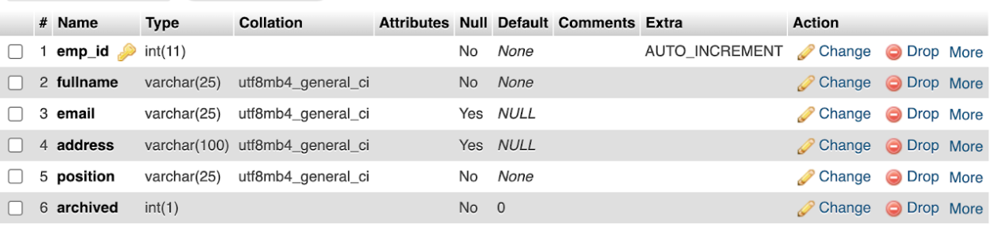 # Name Type Collation Attributes Null Default Comments Extra Action
1 emp_id int(11) No None AUTO_INCREMENT Change Drop More
2 fullname varchar(25) utf8mb4_general_ci No None Change Drop More
3 email varchar(25) utf8mb4_general_ci Yes NULL Change Drop More
4 address varchar(100) utf8mb4_general_ci Yes NULL Change Drop More
5 position varchar(25) utf8mb4_general_ci No None Change Drop More
6 archived int(1) No 0 Change Drop More